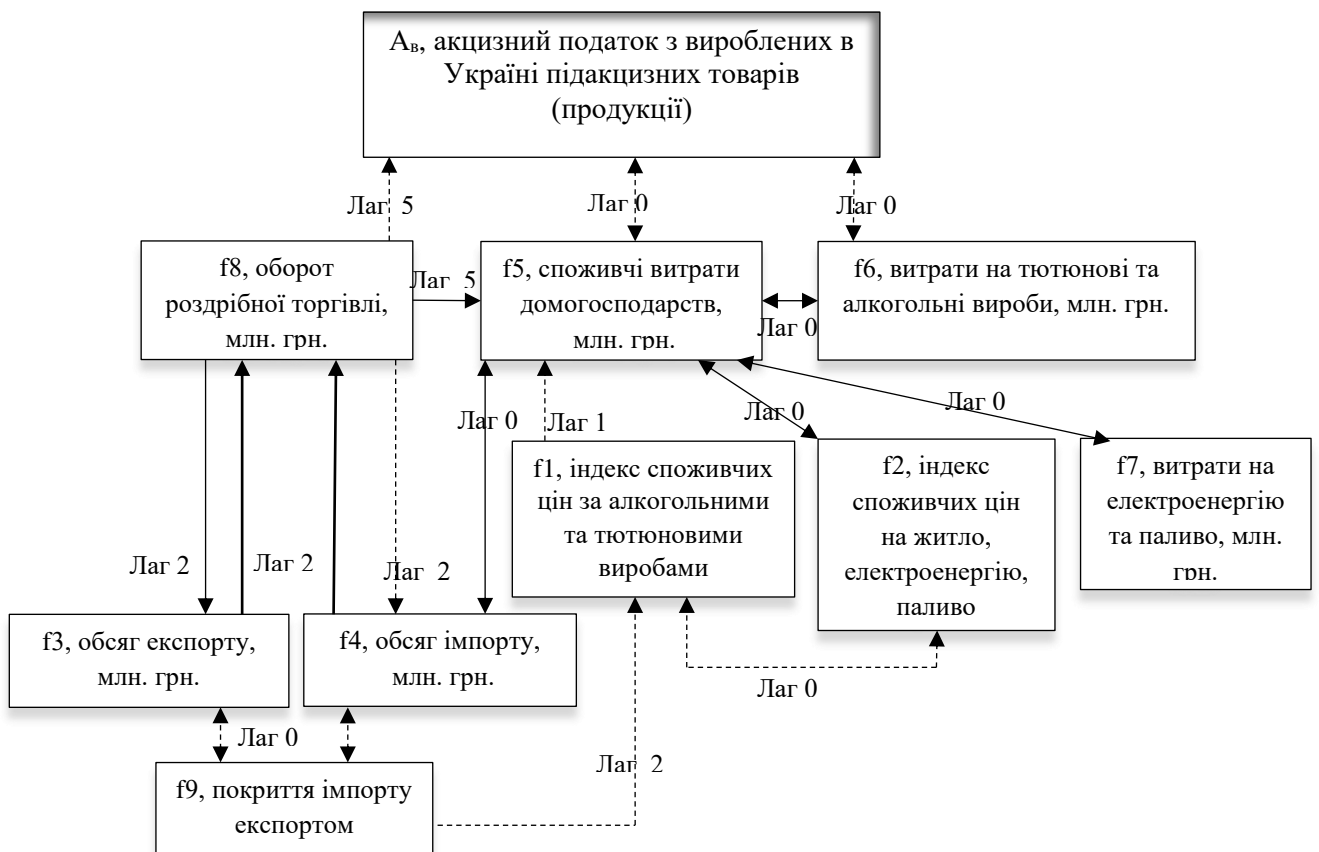 Aв, акцизний податок з вироблених в
Україні підакцизних товарів
(продукції)
Лаг 5
Лаг 0
Лаг 0
f8, оборот
роздрібної торгівлі,
млн. грн.
Лаг 5
f5, споживчі витрати
домогосподарств,
млн. грн.
Лаг 0
f6, витрати на тютюнові та
алкогольні вироби, млн. грн.
Лаг 0
Лаг 1
Лаг 0
Лаг 0
f1, індекс споживчих
цін за алкогольними
та тютюновими
виробами
f2, індекс
споживчих цін
на житло,
електроенергію,
паливо
f7, витрати на
електроенергію
та паливо, млн.
грн.
Лаг 2
Лаг 2
Лаг 2
f3, обсяг експорту,
млн. грн.
f4, обсяг імпорту,
млн. грн.
Лаг 0
Лаг 0
Лаг 2
f9, покриття імпорту
експортом